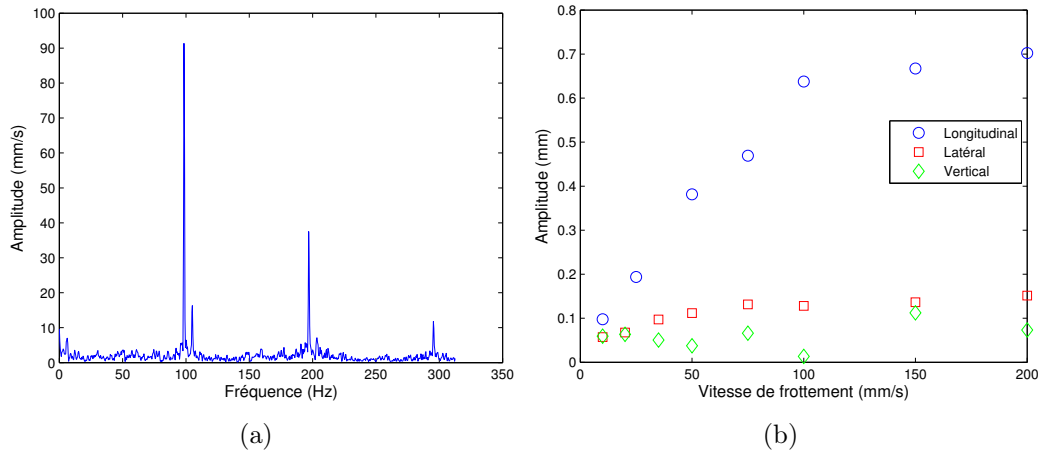 100
90
80
70
60
50
40
30
20
10
0
Amplitude (mm/s)
0 50 100 150 200 250 300 350
Fréquence (Hz)
(a)
0.8
0.7
0.6
0.5
0.4
0.3
0.2
0.1
0
Amplitude (mm)
Longitudinal
Latéral
Vertical
0 50 100 150 200
Vitesse de frottement (mm/s)
(b)